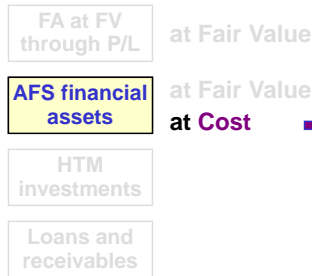 FA at FV
through P/L
at Fair Value
AFS financial
assets
at Fair Value
at Cost
HTM
investments
Loans and
receivables